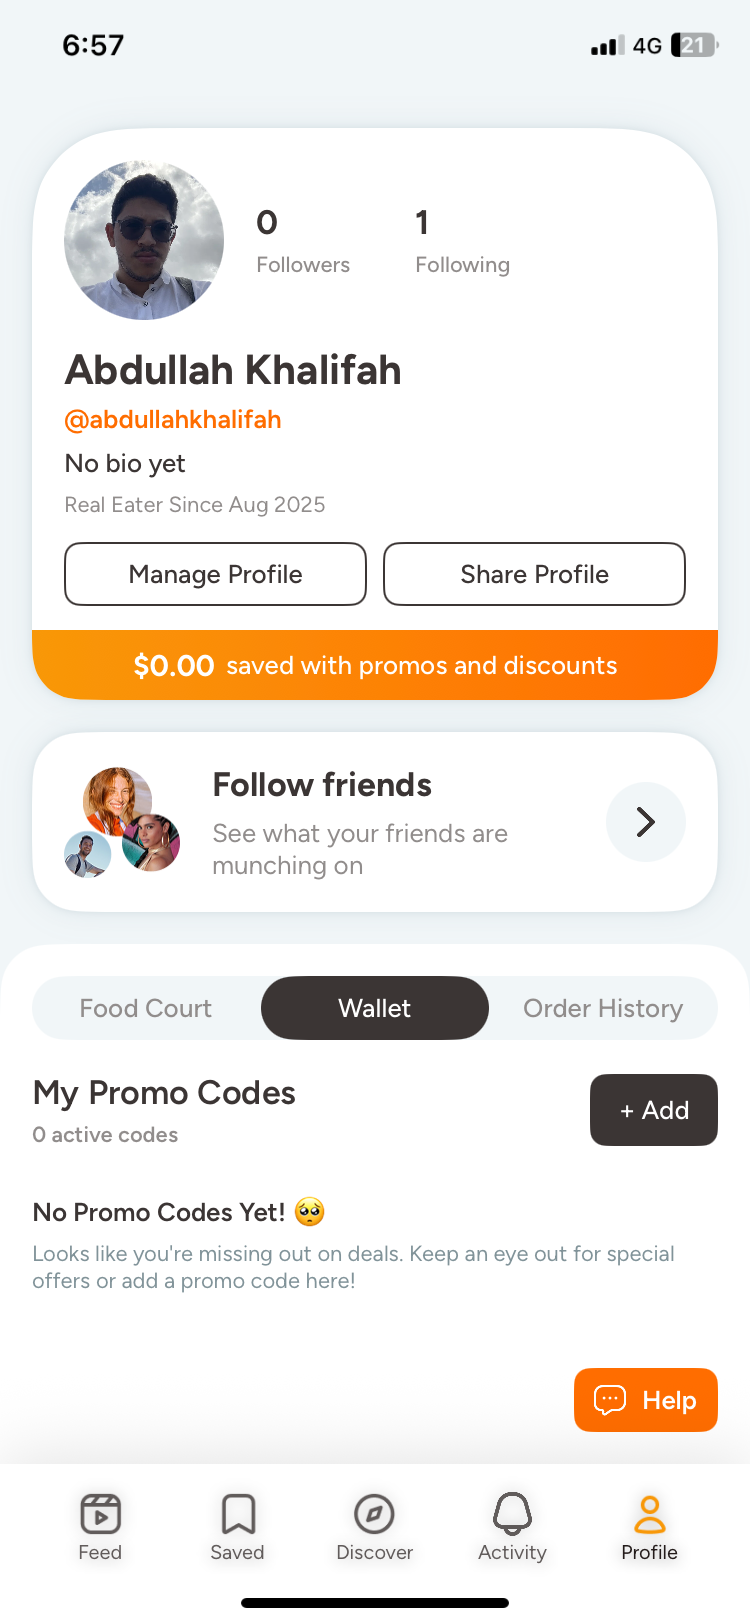 6:57
4G
21
0
Followers
1
Following
Abdullah Khalifah
@abdullahkhalifah
No bio yet
Real Eater Since Aug 2025
Manage Profile
Share Profile
$0.00 saved with promos and discounts
Follow friends
See what your friends are
munching on
Food Court
Wallet
Order History
My Promo Codes
0 active codes
+ Add
No Promo Codes Yet! 🥺
Looks like you're missing out on deals. Keep an eye out for special
offers or add a promo code here!
Help
Feed
Saved
Discover
Activity
Profile